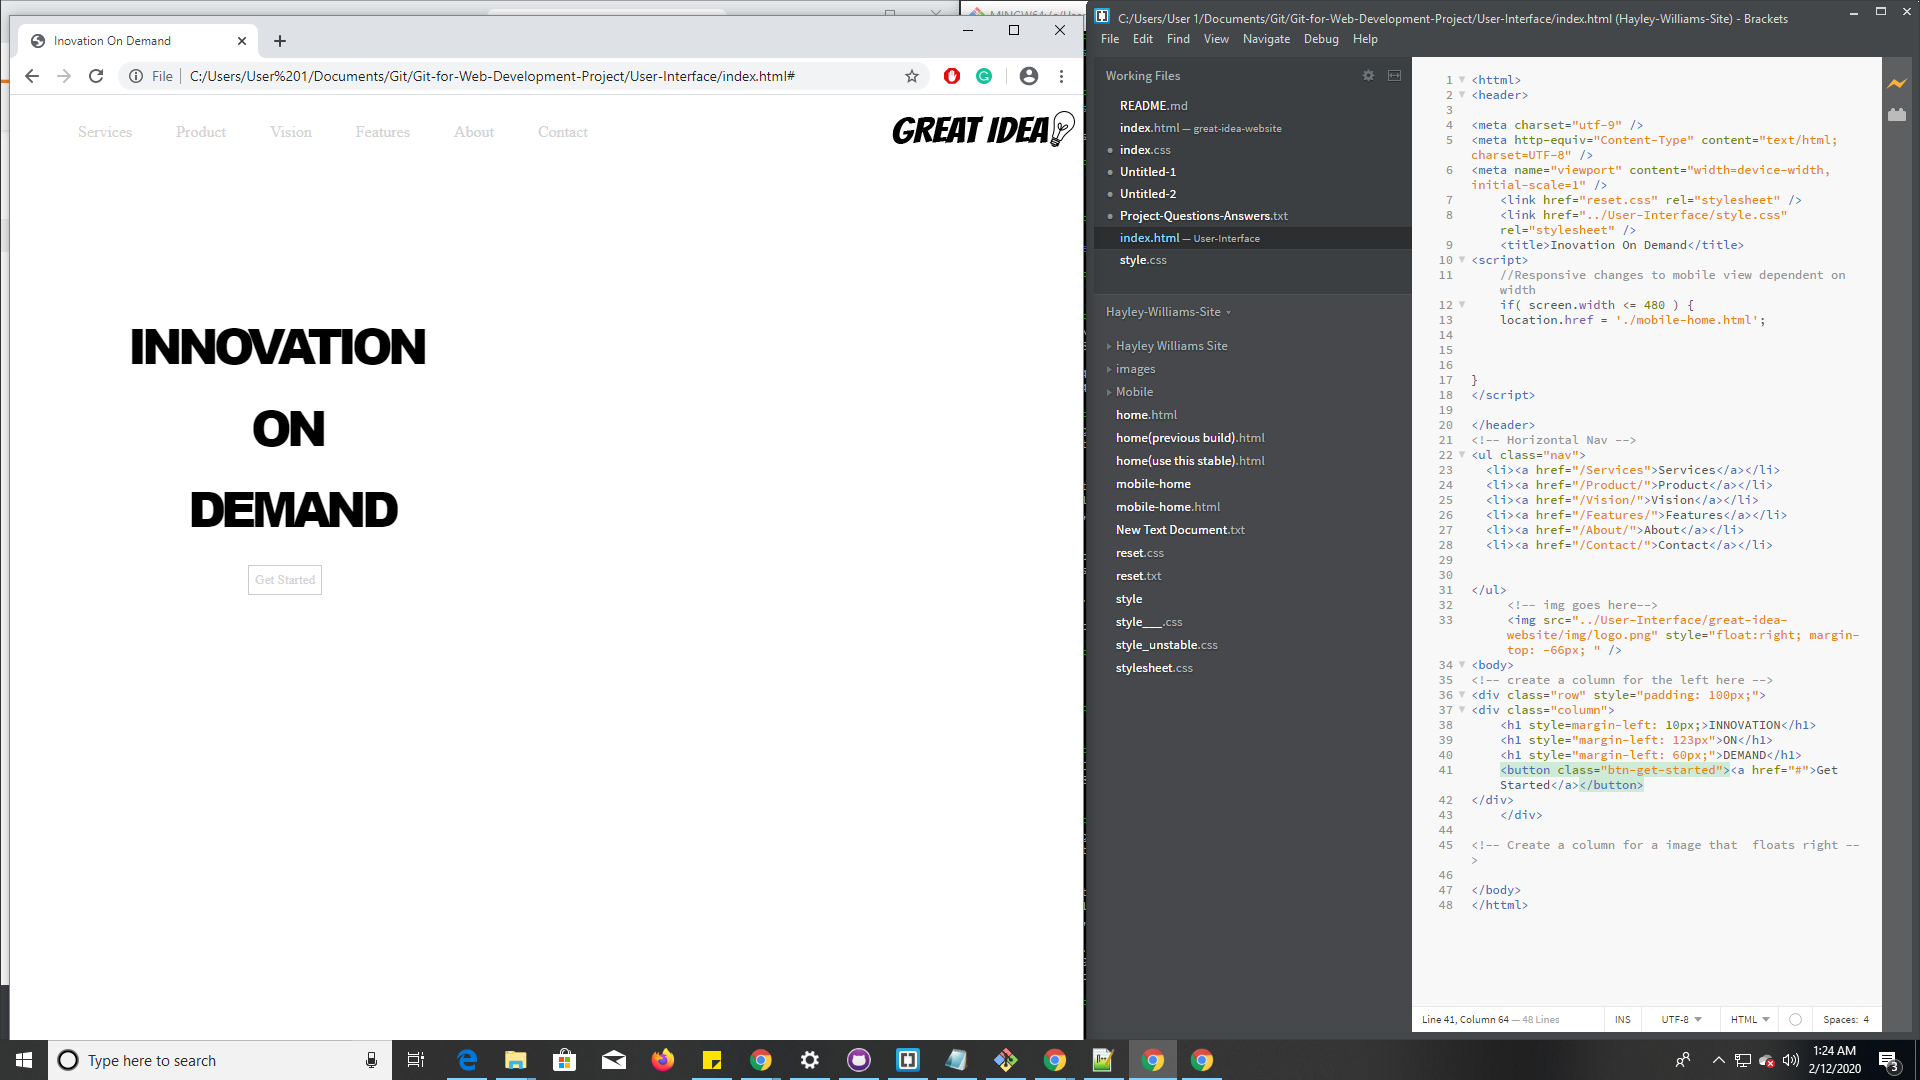 Inovation On Demand
File
C:/Users/User%201/Documents/Git/Git-for-Web-Development-Project/User-Interface/index.html#
Services Product Vision Features About Contact
GREAT IDEA
INNOVATION
ON
DEMAND
Get Started
C:/Users/User 1/Documents/Git/Git-for-Web-Development-Project/User-Interface/index.html (Hayley-Williams-Site) - Brackets
File Edit Find View Navigate Debug Help
Working Files
README.md
index.html — great-idea-website
index.css
Untitled-1
Untitled-2
Project-Questions-Answers.txt
index.html — User-Interface
style.css
Hayley-Williams-Site
Hayley Williams Site
images
Mobile
home.html
home(previous build).html
home(use this stable).html
mobile-home
mobile-home.html
New Text Document.txt
reset.css
reset.txt
style
style___.css
style_unstable.css
stylesheet.css
1 <httml>
2 <header>
3
4 <meta charset="utf-9" />
5 <meta http-equiv="Content-Type" content="text/html;
charset=UTF-8" />
6 <meta name="viewport" content="width=device-width,
initial-scale=1" />
7 <link href="reset.css" rel="stylesheet" />
8 <link href="../User-Interface/style.css"
rel="stylesheet" />
9 <title>Inovation On Demand</title>
10 <script>
11 //Responsive changes to mobile view dependent on
width
12 if( screen.width <= 480 ) {
13 location.href = './mobile-home.html';
14
15
16
17 }
18 </script>
19
20 </header>
21 <!-- Horizontal Nav -->
22 <ul class="nav">
23 <li><a href="/Services">Services</a></li>
24 <li><a href="/Product/">Product</a></li>
25 <li><a href="/Vision/">Vision</a></li>
26 <li><a href="/Features/">Features</a></li>
27 <li><a href="/About/">About</a></li>
28 <li><a href="/Contact/">Contact</a></li>
29
30
31 </ul>
32 <!-- img goes here-->
33 <img src="../User-Interface/great-idea-
website/img/logo.png" style="float:right; margin-
top: -66px; " />
34 <body>
35 <!-- create a column for the left here -->
36 <div class="row" style="padding: 100px;">
37 <div class="column">
38 <h1 style=margin-left: 10px;>INNOVATION</h1>
39 <h1 style="margin-left: 123px">ON</h1>
40 <h1 style="margin-left: 60px;">DEMAND</h1>
41 <button class="btn-get-started"><a href="#">Get
Started</a></button>
42 </div>
43 </div>
44
45 <!-- Create a column for a image that  floats right --
>
46
47 </body>
48 </httml>
Line 41, Column 64 — 48 Lines INS UTF-8 HTML Spaces: 4
Type here to search
1:24 AM
2/12/2020
3